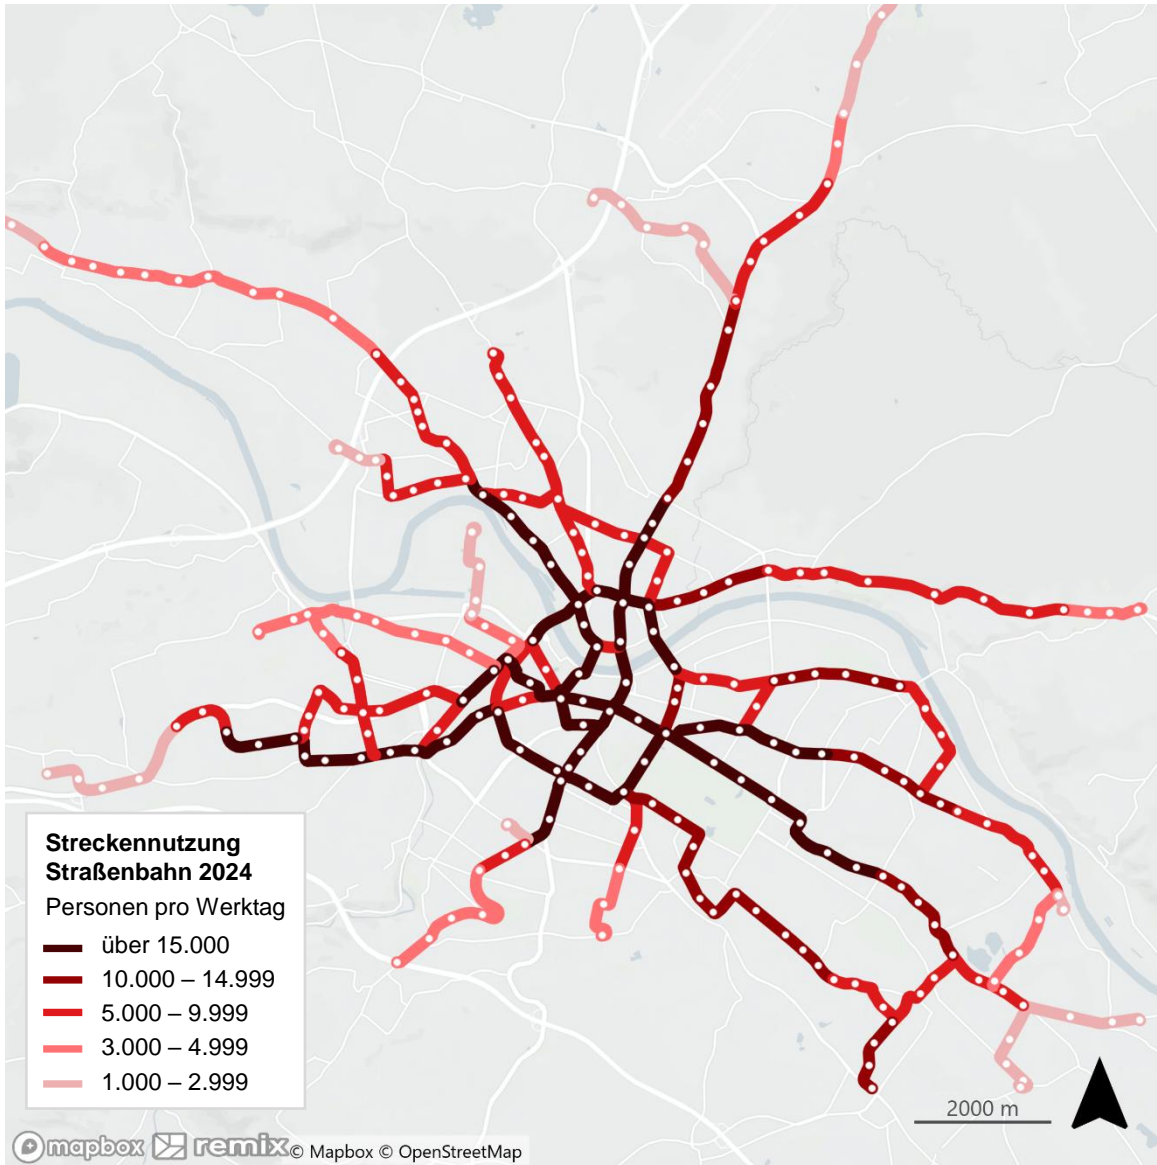 Streckennutzung
Straßenbahn 2024
Personen pro Werktag
über 15.000
10.000 – 14.999
5.000 – 9.999
3.000 – 4.999
1.000 – 2.999
2000 m
mapbox remix © Mapbox © OpenStreetMap